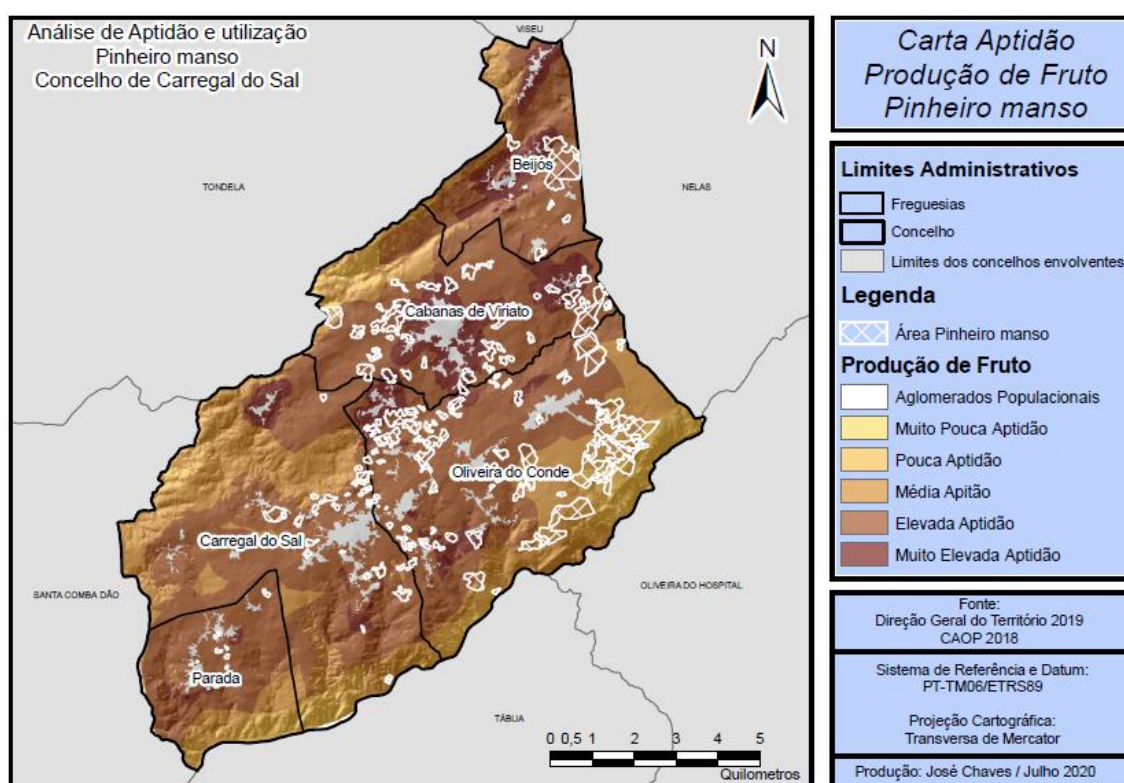 Análise de Aptidão e utilização
Pinheiro manso
Concelho de Carregal do Sal
VISEU
N
Beijós
TONDELA
NELAS
Cabanas de Viriato
Oliveira do Conde
Carregal do Sal
SANTA COMBA DÃO
OLIVEIRA DO HOSPITAL
Parada
TÁBUA
0 0,5 1 2 3 4 5
Quilometros
Carta Aptidão
Produção de Fruto
Pinheiro manso
Limites Administrativos
Freguesias
Concelho
Limites dos concelhos envolventes
Legenda
Área Pinheiro manso
Produção de Fruto
Aglomerados Populacionais
Muito Pouca Aptidão
Pouca Aptidão
Média Apitão
Elevada Aptidão
Muito Elevada Aptidão
Fonte:
Direção Geral do Território 2019
CAOP 2018
Sistema de Referência e Datum:
PT-TM06/ETRS89
Projeção Cartográfica:
Transversa de Mercator
Produção: José Chaves / Julho 2020